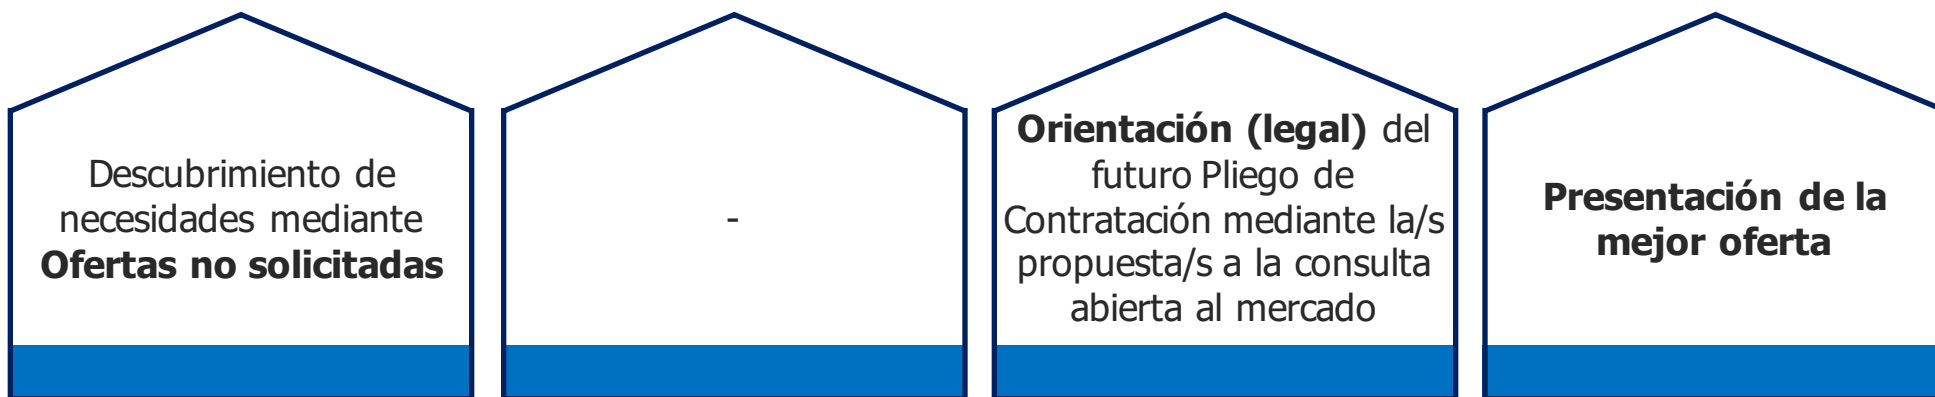 Descubrimiento de
necesidades mediante
Ofertas no solicitadas
-
Orientación (legal) del
futuro Pliego de
Contratación mediante la/s
propuesta/s a la consulta
abierta al mercado
Presentación de la
mejor oferta